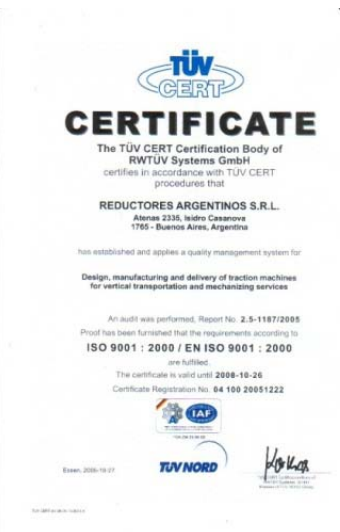 TÜV
CERT
CERTIFICATE
The TÜV CERT Certification Body of
RWTÜV Systems GmbH
certifies in accordance with TÜV CERT
procedures that
REDUCTORES ARGENTINOS S.R.L.
Atenas 2335, Isidro Casanova
1765 - Buenos Aires, Argentina
has established and applies a quality management system for
Design, manufacturing and delivery of traction machines
for vertical transportation and mechanizing services
An audit was performed, Report No. 2.5-1187/2005
Proof has been furnished that the requirements according to
ISO 9001 : 2000 / EN ISO 9001 : 2000
are fulfilled.
The certificate is valid until 2008-10-26
Certificate Registration No. 04 100 20051222
IAF
Essen, 2006-10-27
TÜV NORD